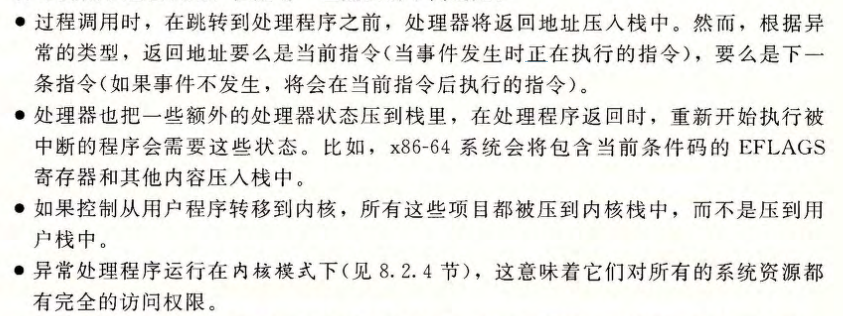 ● 过程调用时，在跳转到处理程序之前，处理器将返回地址压入栈中。然而，根据异
常的类型，返回地址要么是当前指令(当事件发生时正在执行的指令)，要么是下一
条指令(如果事件不发生，将会在当前指令后执行的指令)。
● 处理器也把一些额外的处理器状态压到栈里，在处理程序返回时，重新开始执行被
中断的程序会需要这些状态。比如，x86-64 系统会将包含当前条件码的 EFLAGS
寄存器和其他内容压入栈中。
● 如果控制从用户程序转移到内核，所有这些项目都被压到内核栈中，而不是压到用
户栈中。
● 异常处理程序运行在内核模式下(见 8.2.4 节)，这意味着它们对所有的系统资源都
有完全的访问权限。